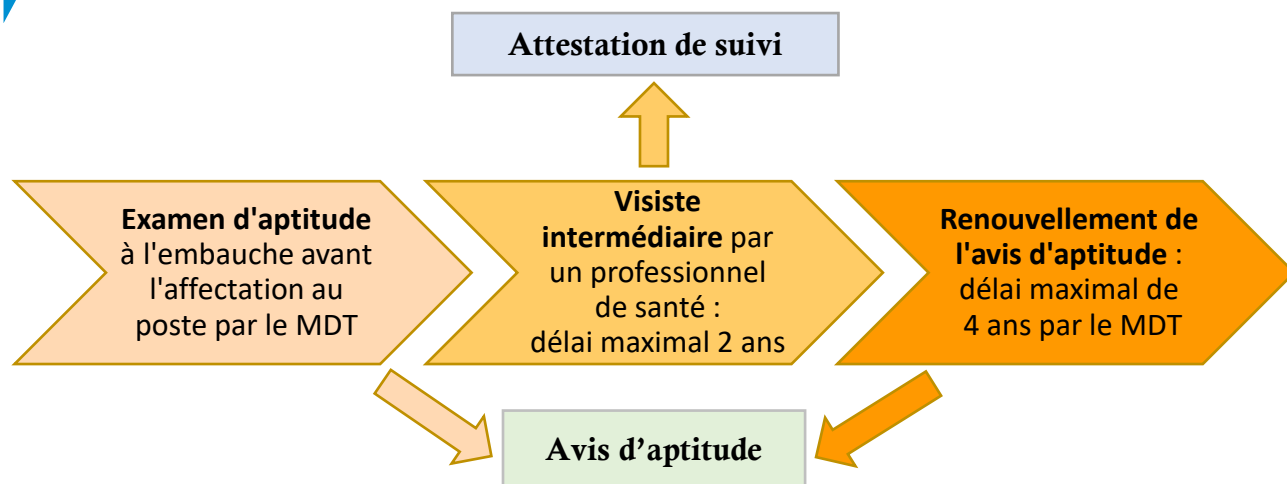 Attestation de suivi
Examen d'aptitude
à l'embauche avant
l'affectation au
poste par le MDT
Visiste
intermédiaire par
un professionnel
de santé :
délai maximal 2 ans
Renouvellement de
l'avis d'aptitude :
délai maximal de
4 ans par le MDT
Avis d’aptitude